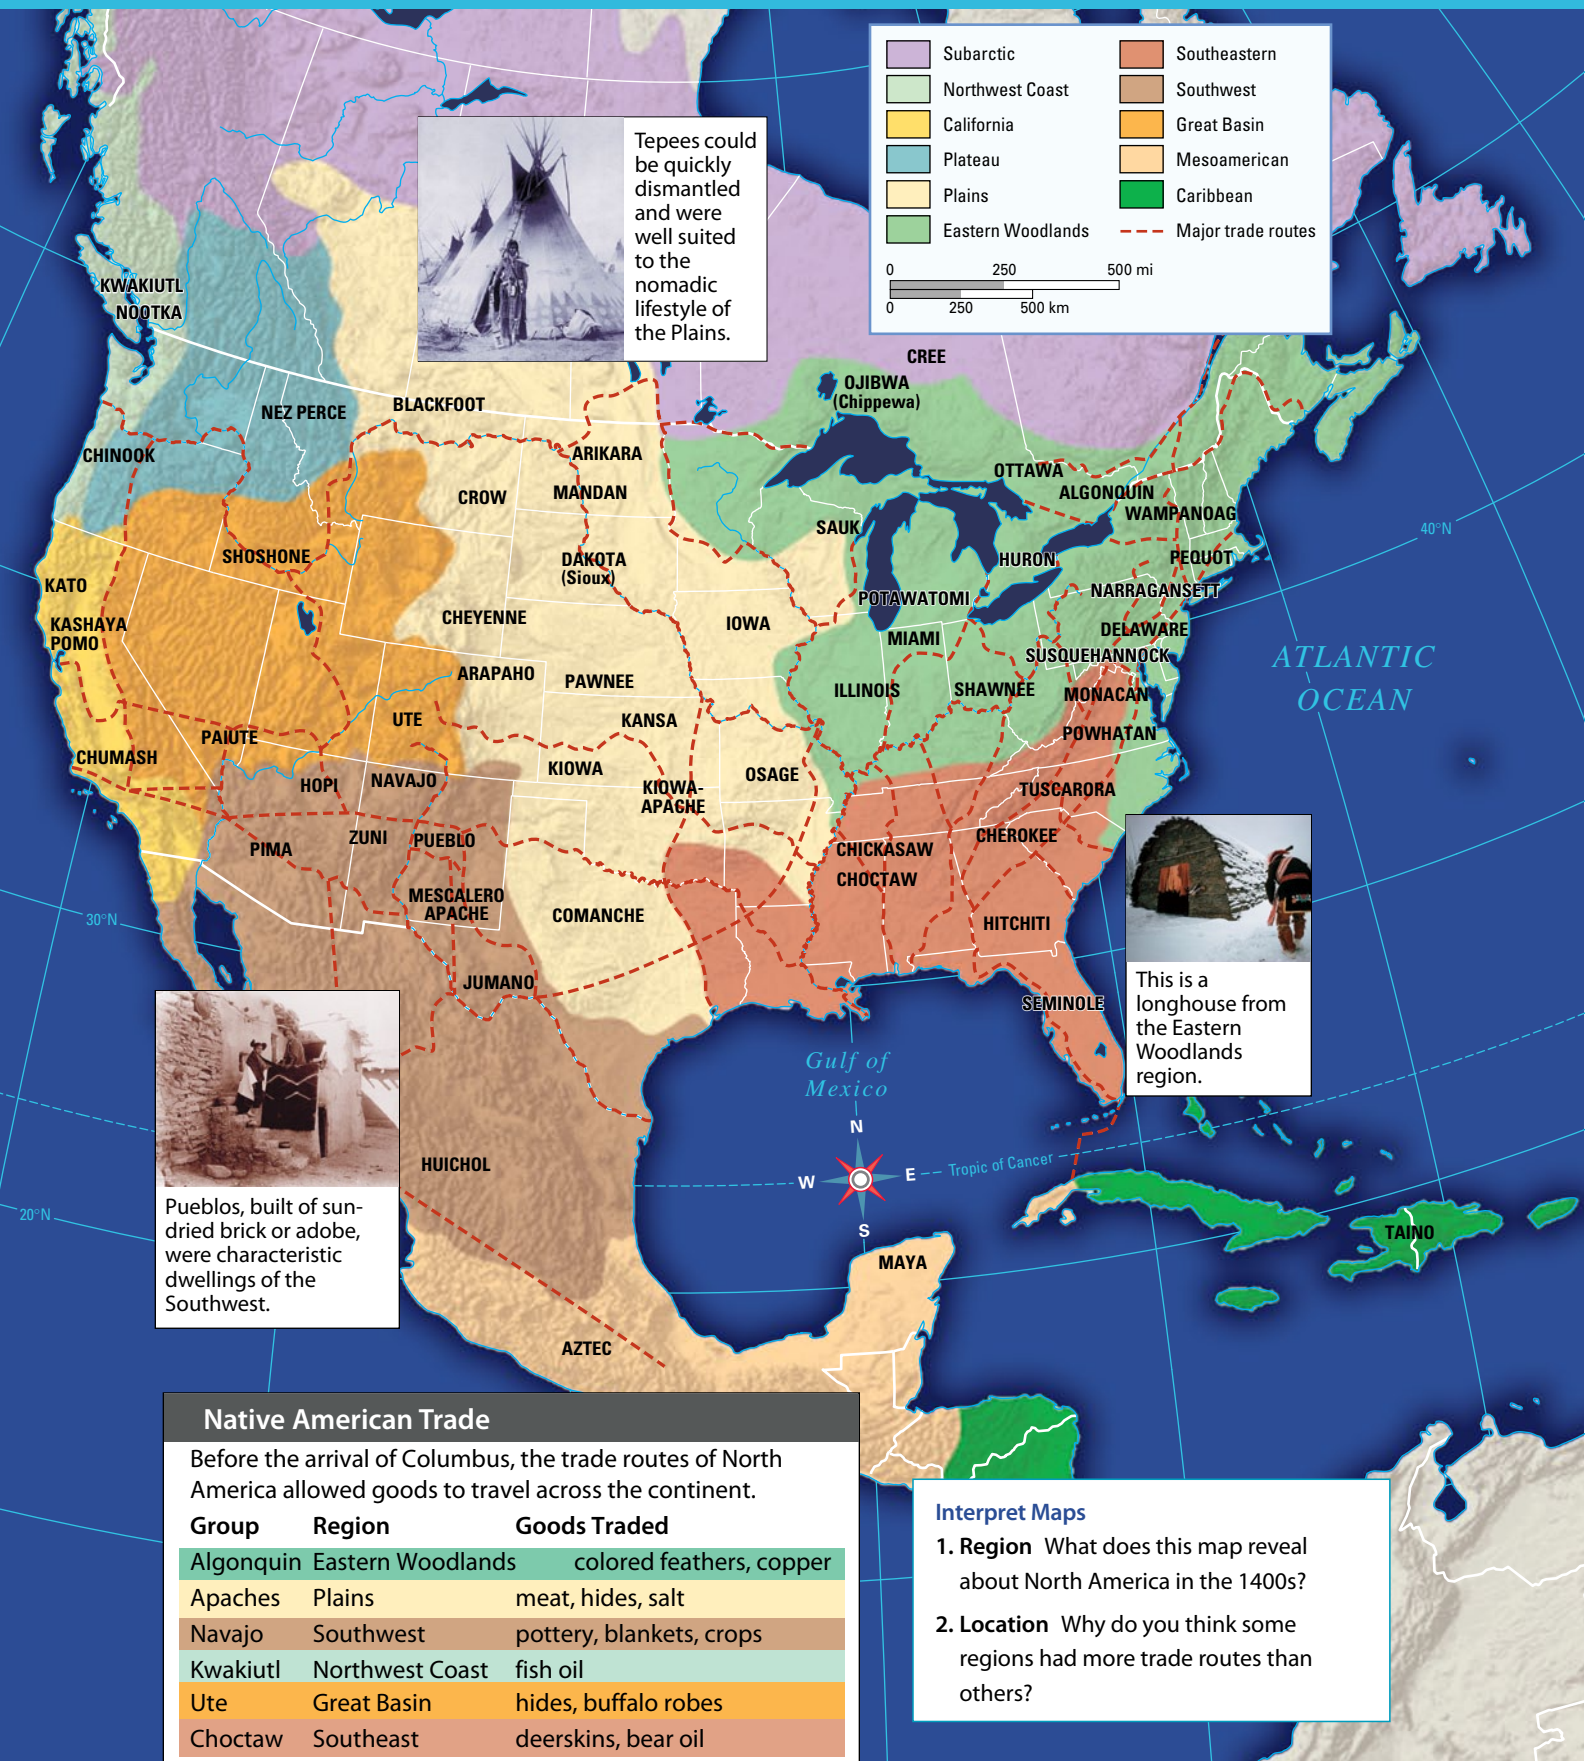 Subarctic
Northwest Coast
California
Plateau
Plains
Eastern Woodlands
Southeastern
Southwest
Great Basin
Mesoamerican
Caribbean
Major trade routes
0 250 500 mi
0 250 500 km
Tepees could
be quickly
dismantled
and were
well suited
to the
nomadic
lifestyle of
the Plains.
KWAKIUTL
NOOTKA
CREE
OJIBWA
(Chippewa)
NEZ PERCE
BLACKFOOT
CHINOOK
ARIKARA
OTTAWA
CROW
MANDAN
ALGONQUIN
WAMPANOAG
SAUK
40°N
SHOSHONE
DAKOTA
(Sioux)
HURON
PEQUOT
KATO
POTAWATOMI
NARRAGANSETT
KASHAYA
POMO
CHEYENNE
IOWA
MIAMI
DELAWARE
SUSQUEHANNOCK
ATLANTIC
OCEAN
ARAPAHO
PAWNEE
ILLINOIS
SHAWNEE
MONACAN
UTE
KANSA
PAIUTE
POWHATAN
CHUMASH
HOPI
NAVAJO
KIOWA
KIOWA-
APACHE
OSAGE
TUSCARORA
PIMA
ZUNI
PUEBLO
CHICKASAW
CHEROKEE
CHOCTAW
MESCALERO
APACHE
COMANCHE
HITCHITI
30°N
JUMANO
SEMINOLE
This is a
longhouse from
the Eastern
Woodlands
region.
Gulf of
Mexico
N
W
E
S
Tropic of Cancer
HUICHOL
Pueblos, built of sun-
dried brick or adobe,
were characteristic
dwellings of the
Southwest.
20°N
TAINO
MAYA
AZTEC
Native American Trade
Before the arrival of Columbus, the trade routes of North
America allowed goods to travel across the continent.
Group Region Goods Traded
Algonquin Eastern Woodlands colored feathers, copper
Apaches Plains meat, hides, salt
Navajo Southwest pottery, blankets, crops
Kwakiutl Northwest Coast fish oil
Ute Great Basin hides, buffalo robes
Choctaw Southeast deerskins, bear oil
Interpret Maps
1. Region What does this map reveal
about North America in the 1400s?
2. Location Why do you think some
regions had more trade routes than
others?